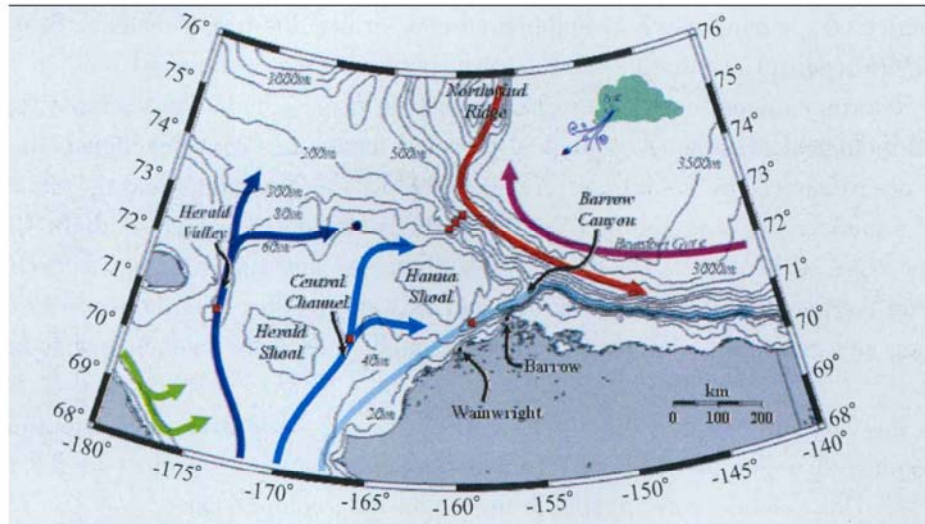 76°
75°
74°
73°
72°
71°
70°
69°
68°
-180°
-175°
-170°
-165°
-160°
-155°
-150°
-145°
-140°
68°
69°
70°
71°
72°
73°
74°
75°
76°
3000m
Northwind
Ridge
200m
500m
3500m
300m
80m
60m
Herald
Valley
Barrow
Canyon
Beaufort Gyre
3000m
Central
Channel
Hanna
Shoal
Herald
Shoal
40m
20m
Barrow
Wainwright
km
0 100 200